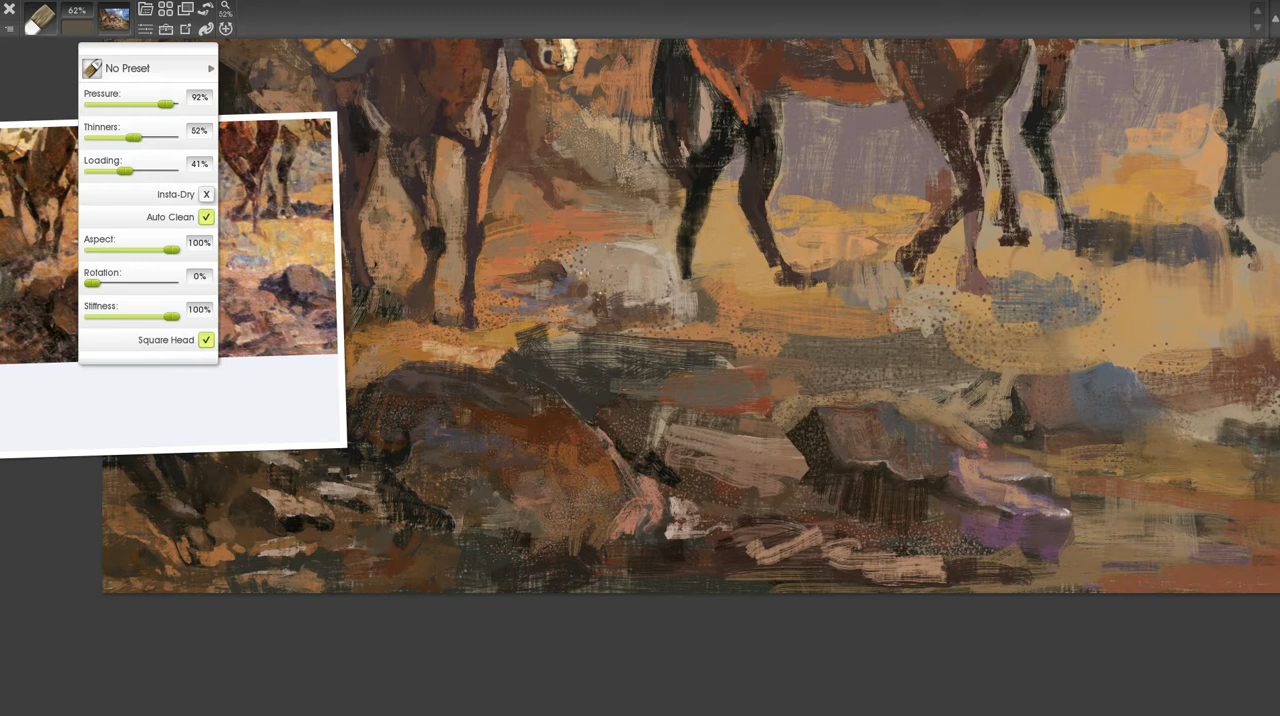 62%
52%
No Preset
Pressure: 92%
Thinners: 52%
Loading: 41%
Insta-Dry X
Auto Clean
Aspect: 100%
Rotation: 0%
Stiffness: 100%
Square Head